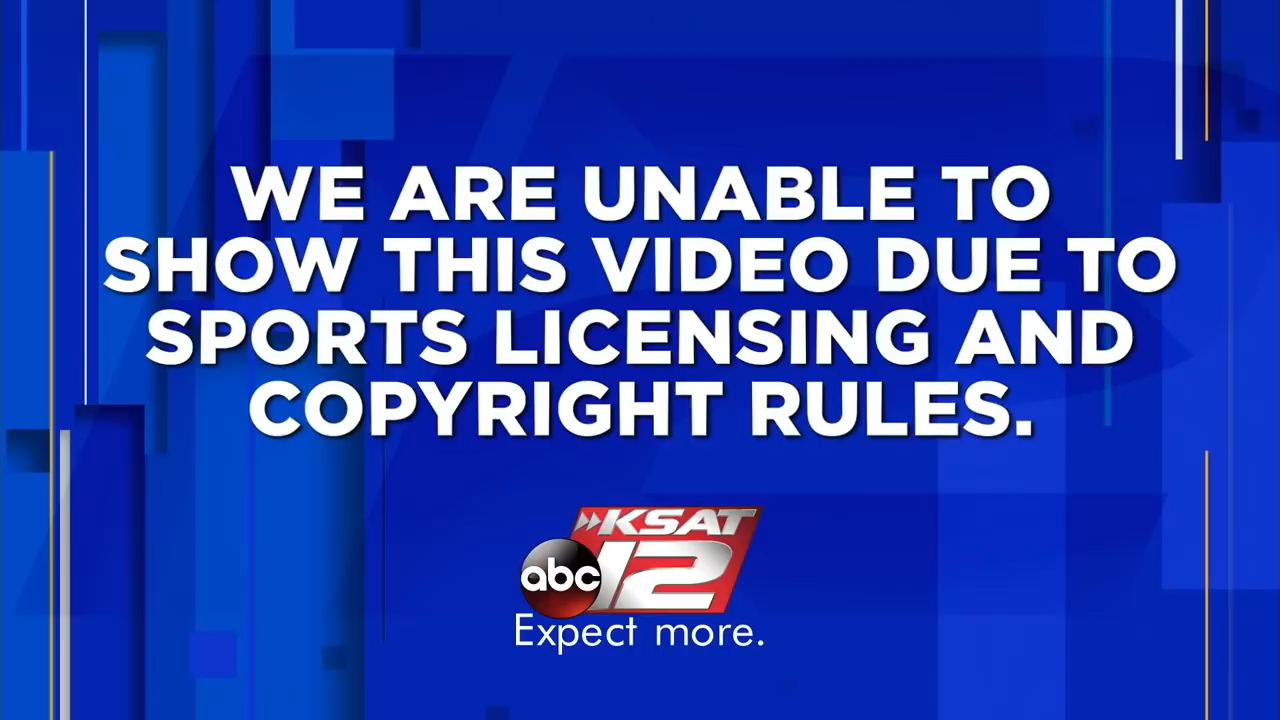 WE ARE UNABLE TO
SHOW THIS VIDEO DUE TO
SPORTS LICENSING AND
COPYRIGHT RULES.
KSAT
abc 12
Expect more.